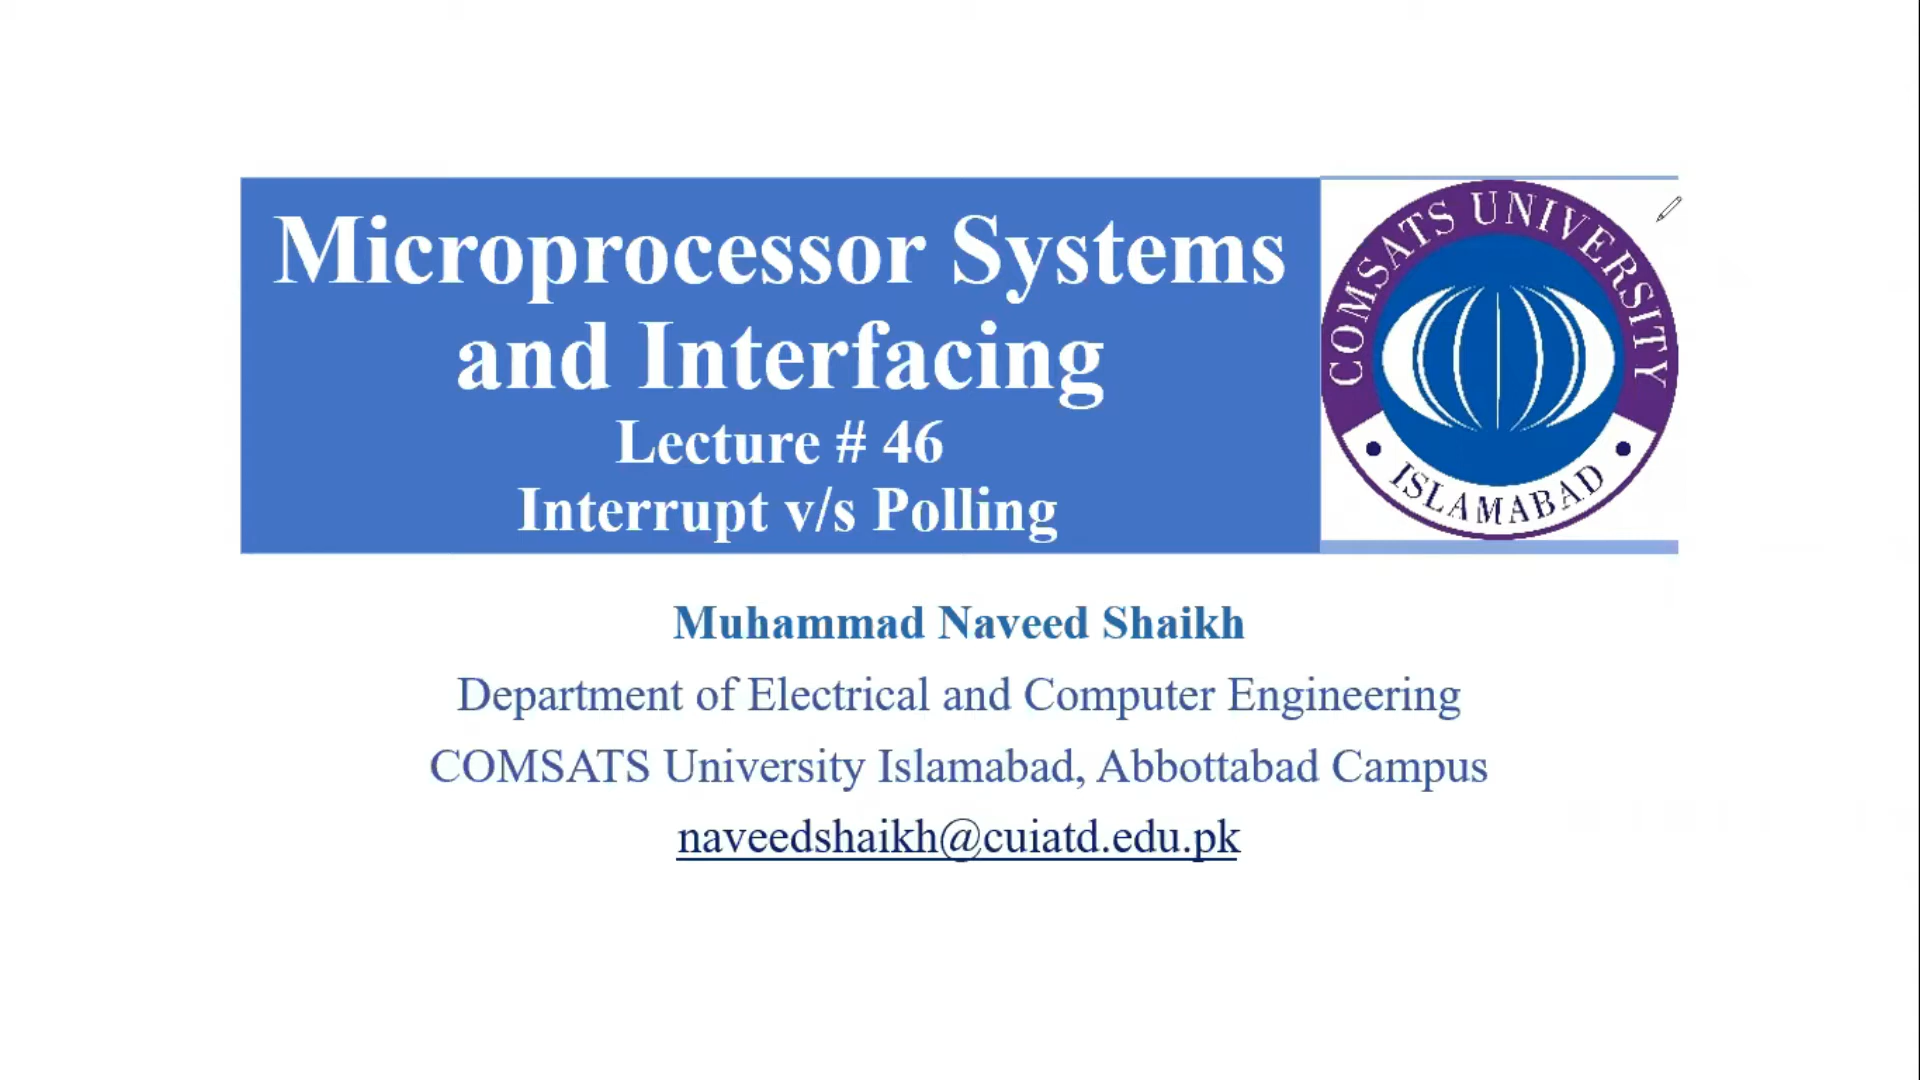 Microprocessor Systems
and Interfacing
Lecture # 46
Interrupt v/s Polling
COMSATS UNIVERSITY
ISLAMABAD
Muhammad Naveed Shaikh
Department of Electrical and Computer Engineering
COMSATS University Islamabad, Abbottabad Campus
naveedshaikh@cuiatd.edu.pk